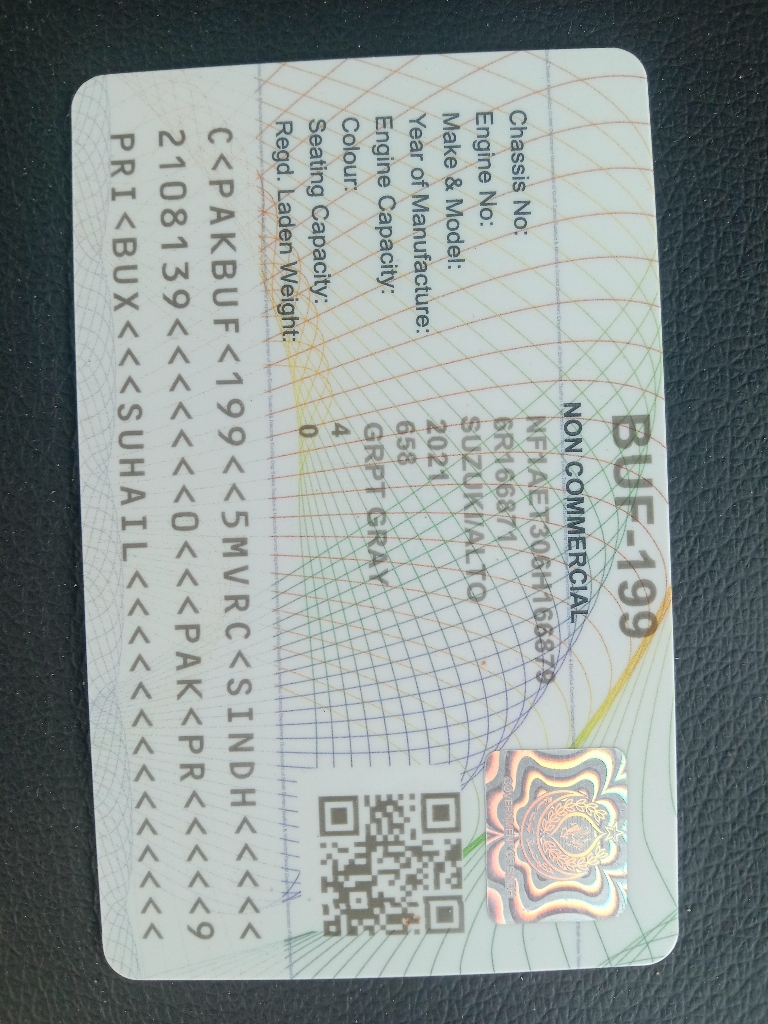 BUF-199
NON COMMERCIAL
Chassis No: NF1AET306H166879
Engine No: 6R166871
Make & Model: SUZUKI/ALTO
Year of Manufacture: 2021
Engine Capacity: 658
Colour: GRPT GRAY
Seating Capacity: 4
Regd. Laden Weight: 0
C<PAKBUF<199<<5MVRC<SINDH<<<<<
2108139<<<<<<<0<<<PAK<PR<<<<<9
PRI<BUX<<<SUHAIL<<<<<<<<<<<<<<